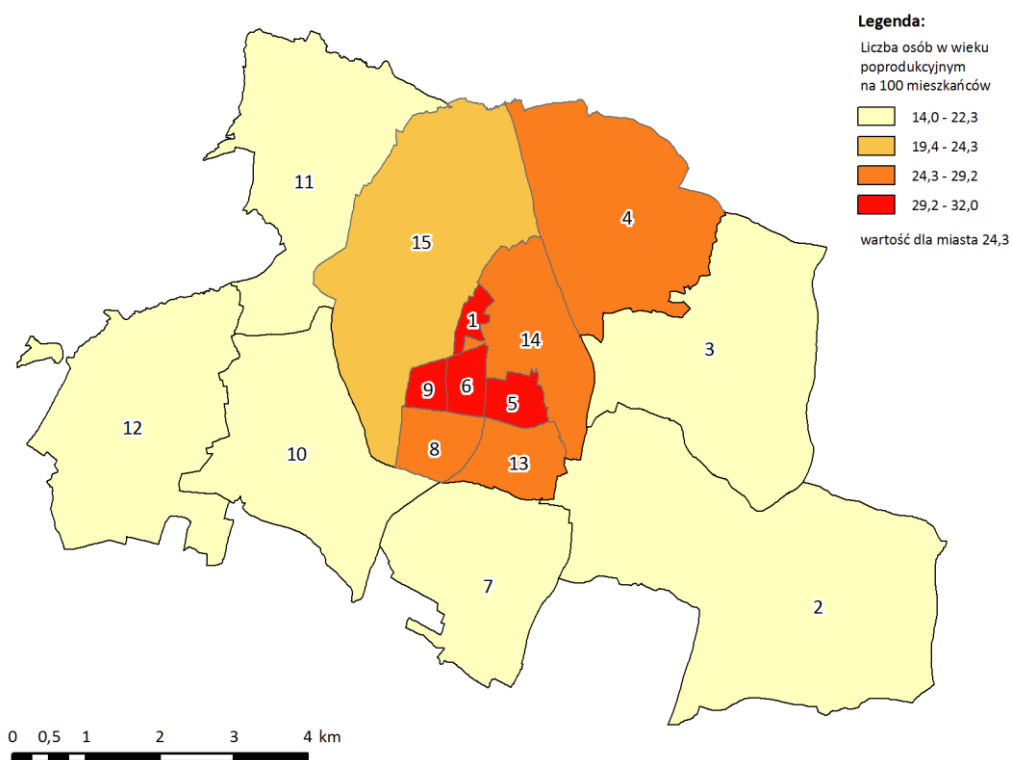 Legenda:
Liczba osób w wieku
poprodukcyjnym
na 100 mieszkańców
14,0 - 22,3
19,4 - 24,3
24,3 - 29,2
29,2 - 32,0
wartość dla miasta 24,3
11
4
15
1
14
3
9
6
5
12
10
8
13
7
2
0 0,5 1 2 3 4 km